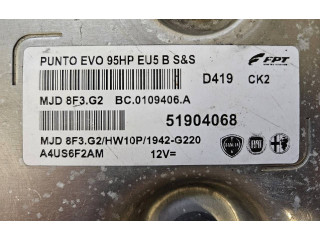 PUNTO EVO 95HP EU5 B S&S
FPT
D419 CK2
MJD 8F3.G2 BC.0109406.A
51904068
MJD 8F3.G2/HW10P/1942-G220
A4US6F2AM 12V=